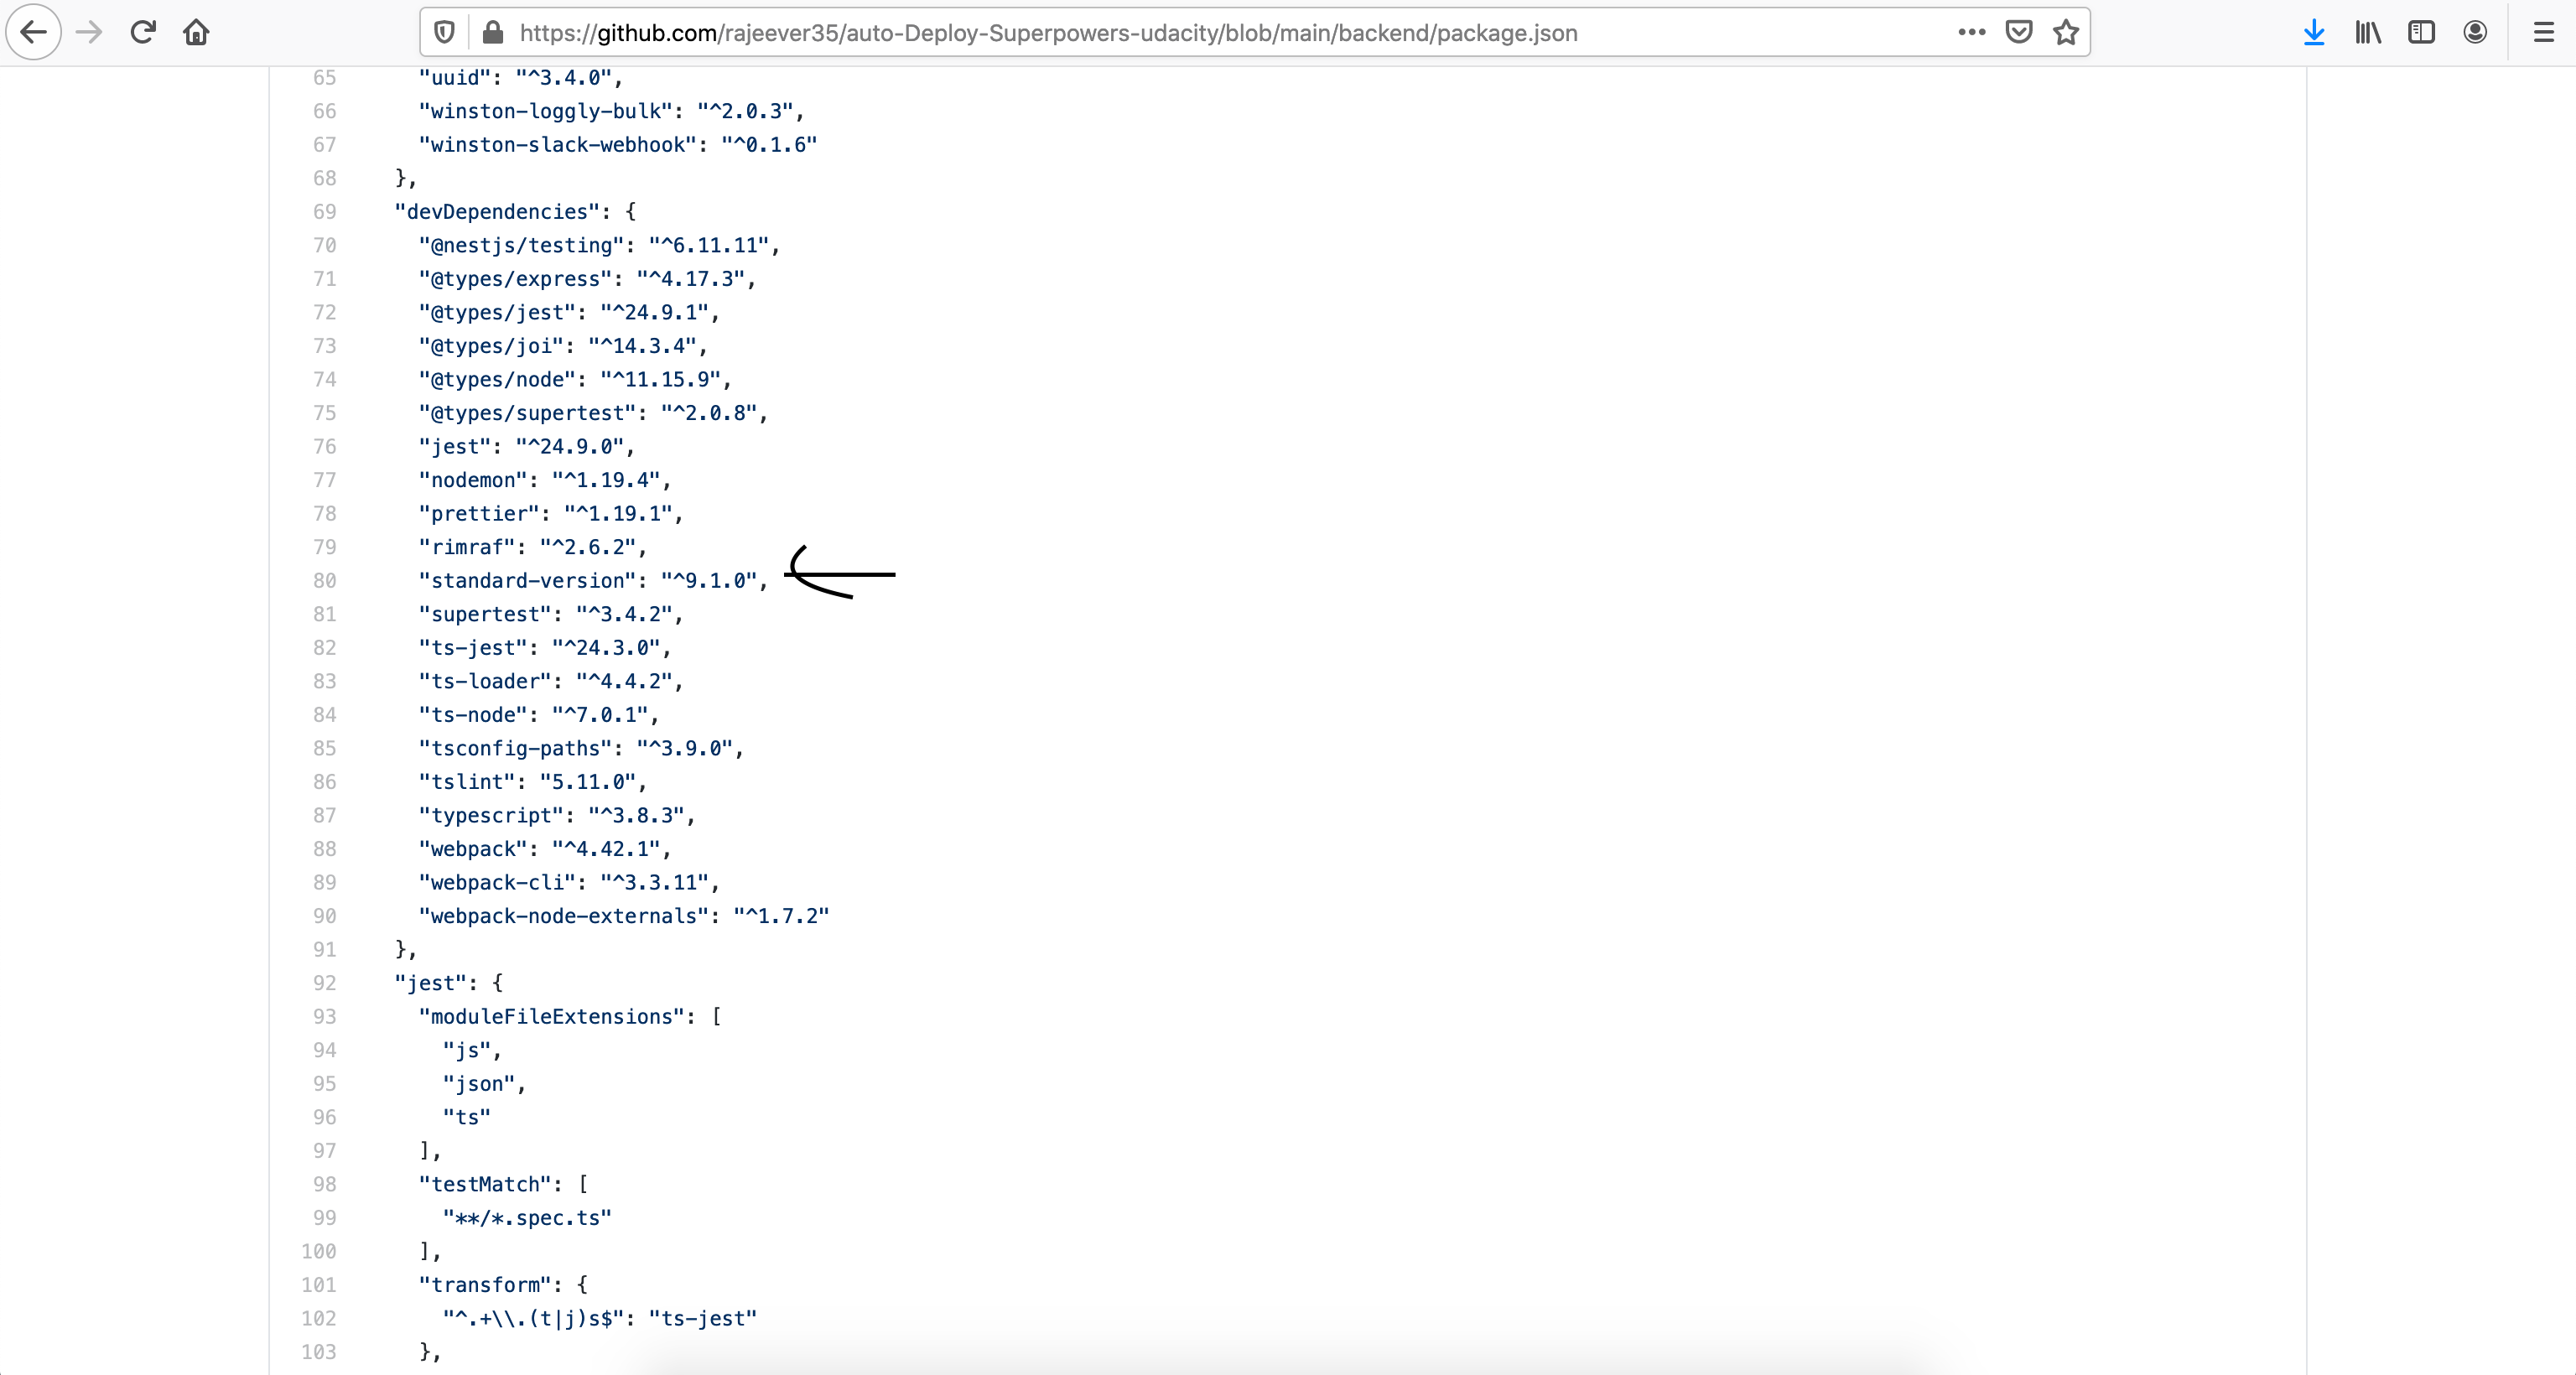 https://github.com/rajeever35/auto-Deploy-Superpowers-udacity/blob/main/backend/package.json
65 "uuid": "^3.4.0",
66 "winston-loggly-bulk": "^2.0.3",
67 "winston-slack-webhook": "^0.1.6"
68 },
69 "devDependencies": {
70 "@nestjs/testing": "^6.11.11",
71 "@types/express": "^4.17.3",
72 "@types/jest": "^24.9.1",
73 "@types/joi": "^14.3.4",
74 "@types/node": "^11.15.9",
75 "@types/supertest": "^2.0.8",
76 "jest": "^24.9.0",
77 "nodemon": "^1.19.4",
78 "prettier": "^1.19.1",
79 "rimraf": "^2.6.2",
80 "standard-version": "^9.1.0",
81 "supertest": "^3.4.2",
82 "ts-jest": "^24.3.0",
83 "ts-loader": "^4.4.2",
84 "ts-node": "^7.0.1",
85 "tsconfig-paths": "^3.9.0",
86 "tslint": "5.11.0",
87 "typescript": "^3.8.3",
88 "webpack": "^4.42.1",
89 "webpack-cli": "^3.3.11",
90 "webpack-node-externals": "^1.7.2"
91 },
92 "jest": {
93 "moduleFileExtensions": [
94 "js",
95 "json",
96 "ts"
97 ],
98 "testMatch": [
99 "**/*.spec.ts"
100 ],
101 "transform": {
102 "^.+\\.(t|j)s$": "ts-jest"
103 },